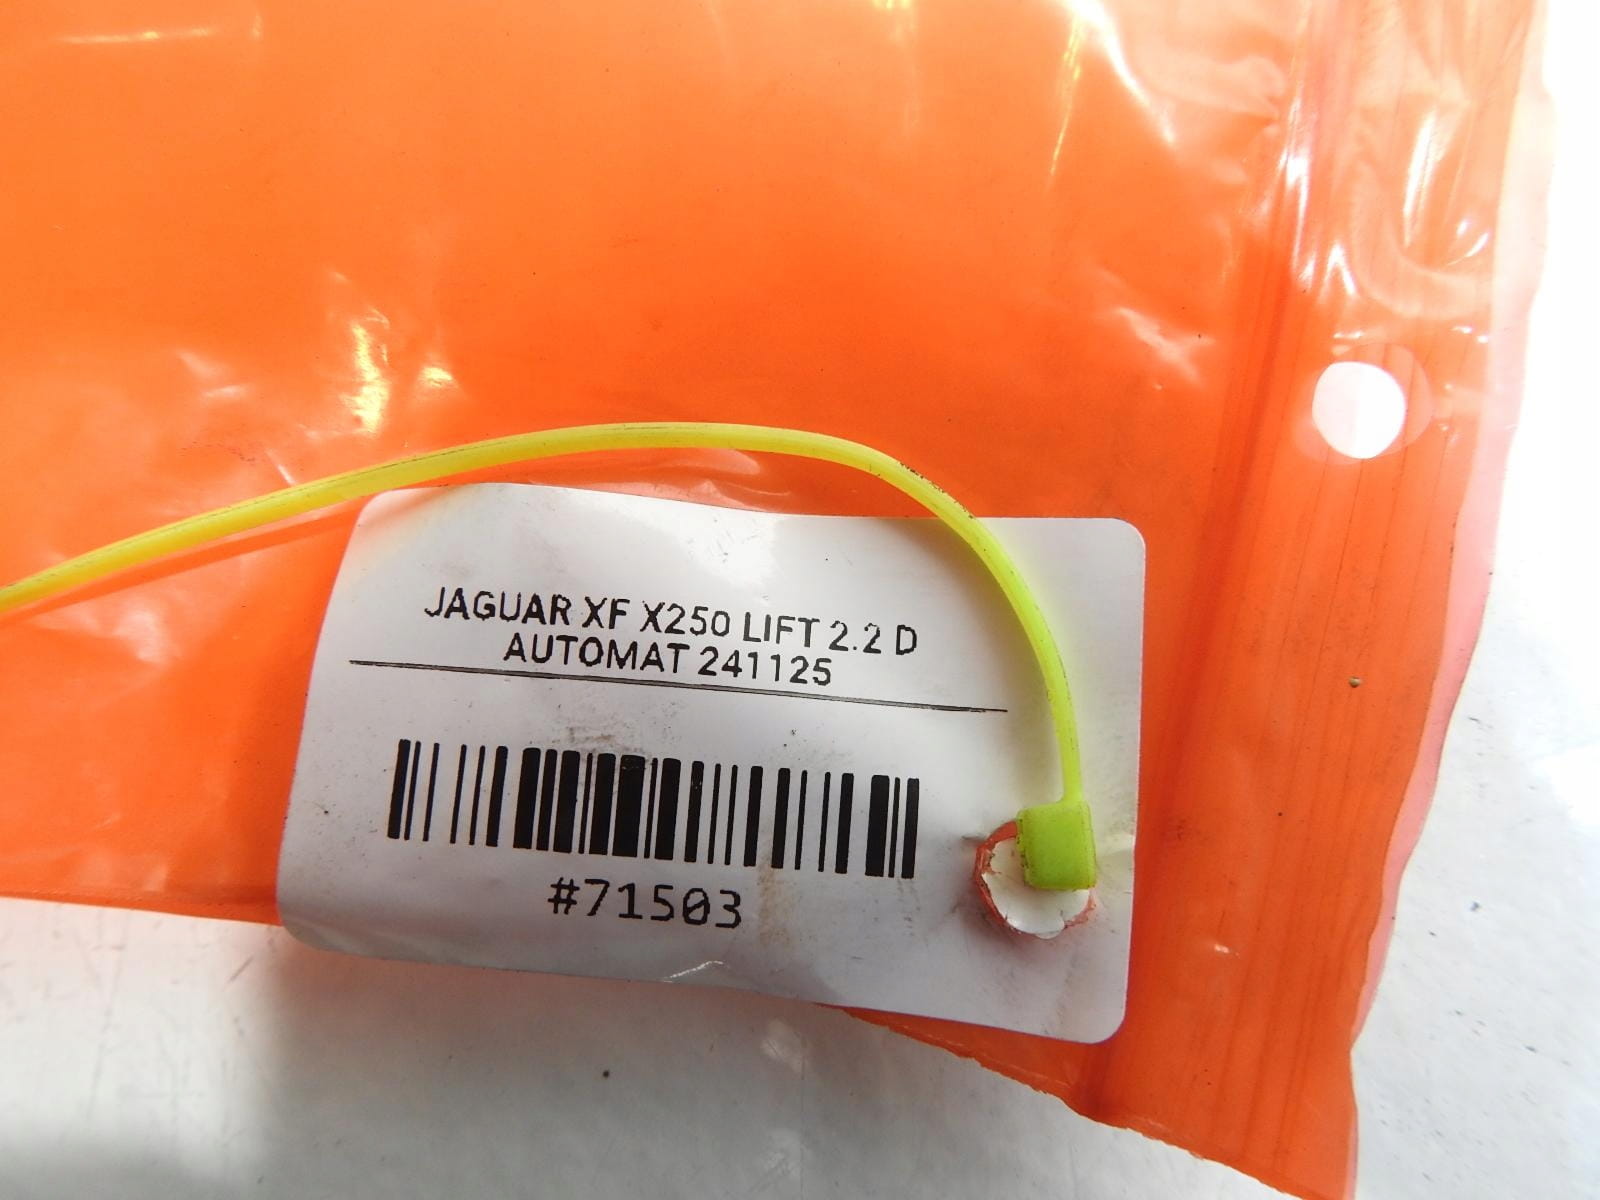 JAGUAR XF X250 LIFT 2.2 D
AUTOMAT 241125
#71503